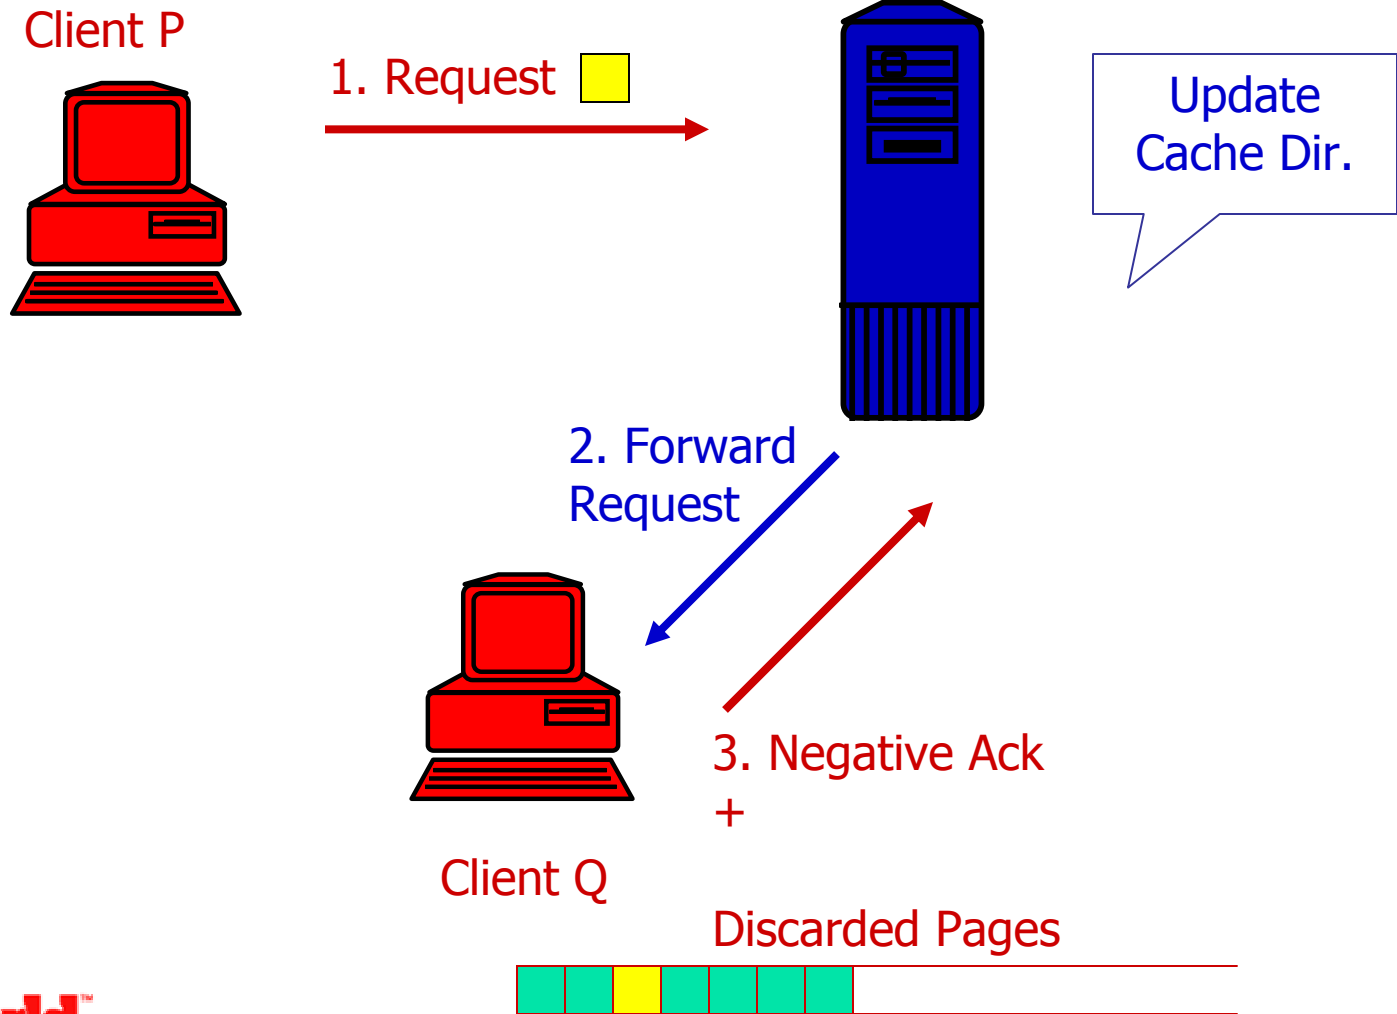 Client P
1. Request
Update
Cache Dir.
2. Forward
Request
3. Negative Ack
+
Client Q
Discarded Pages